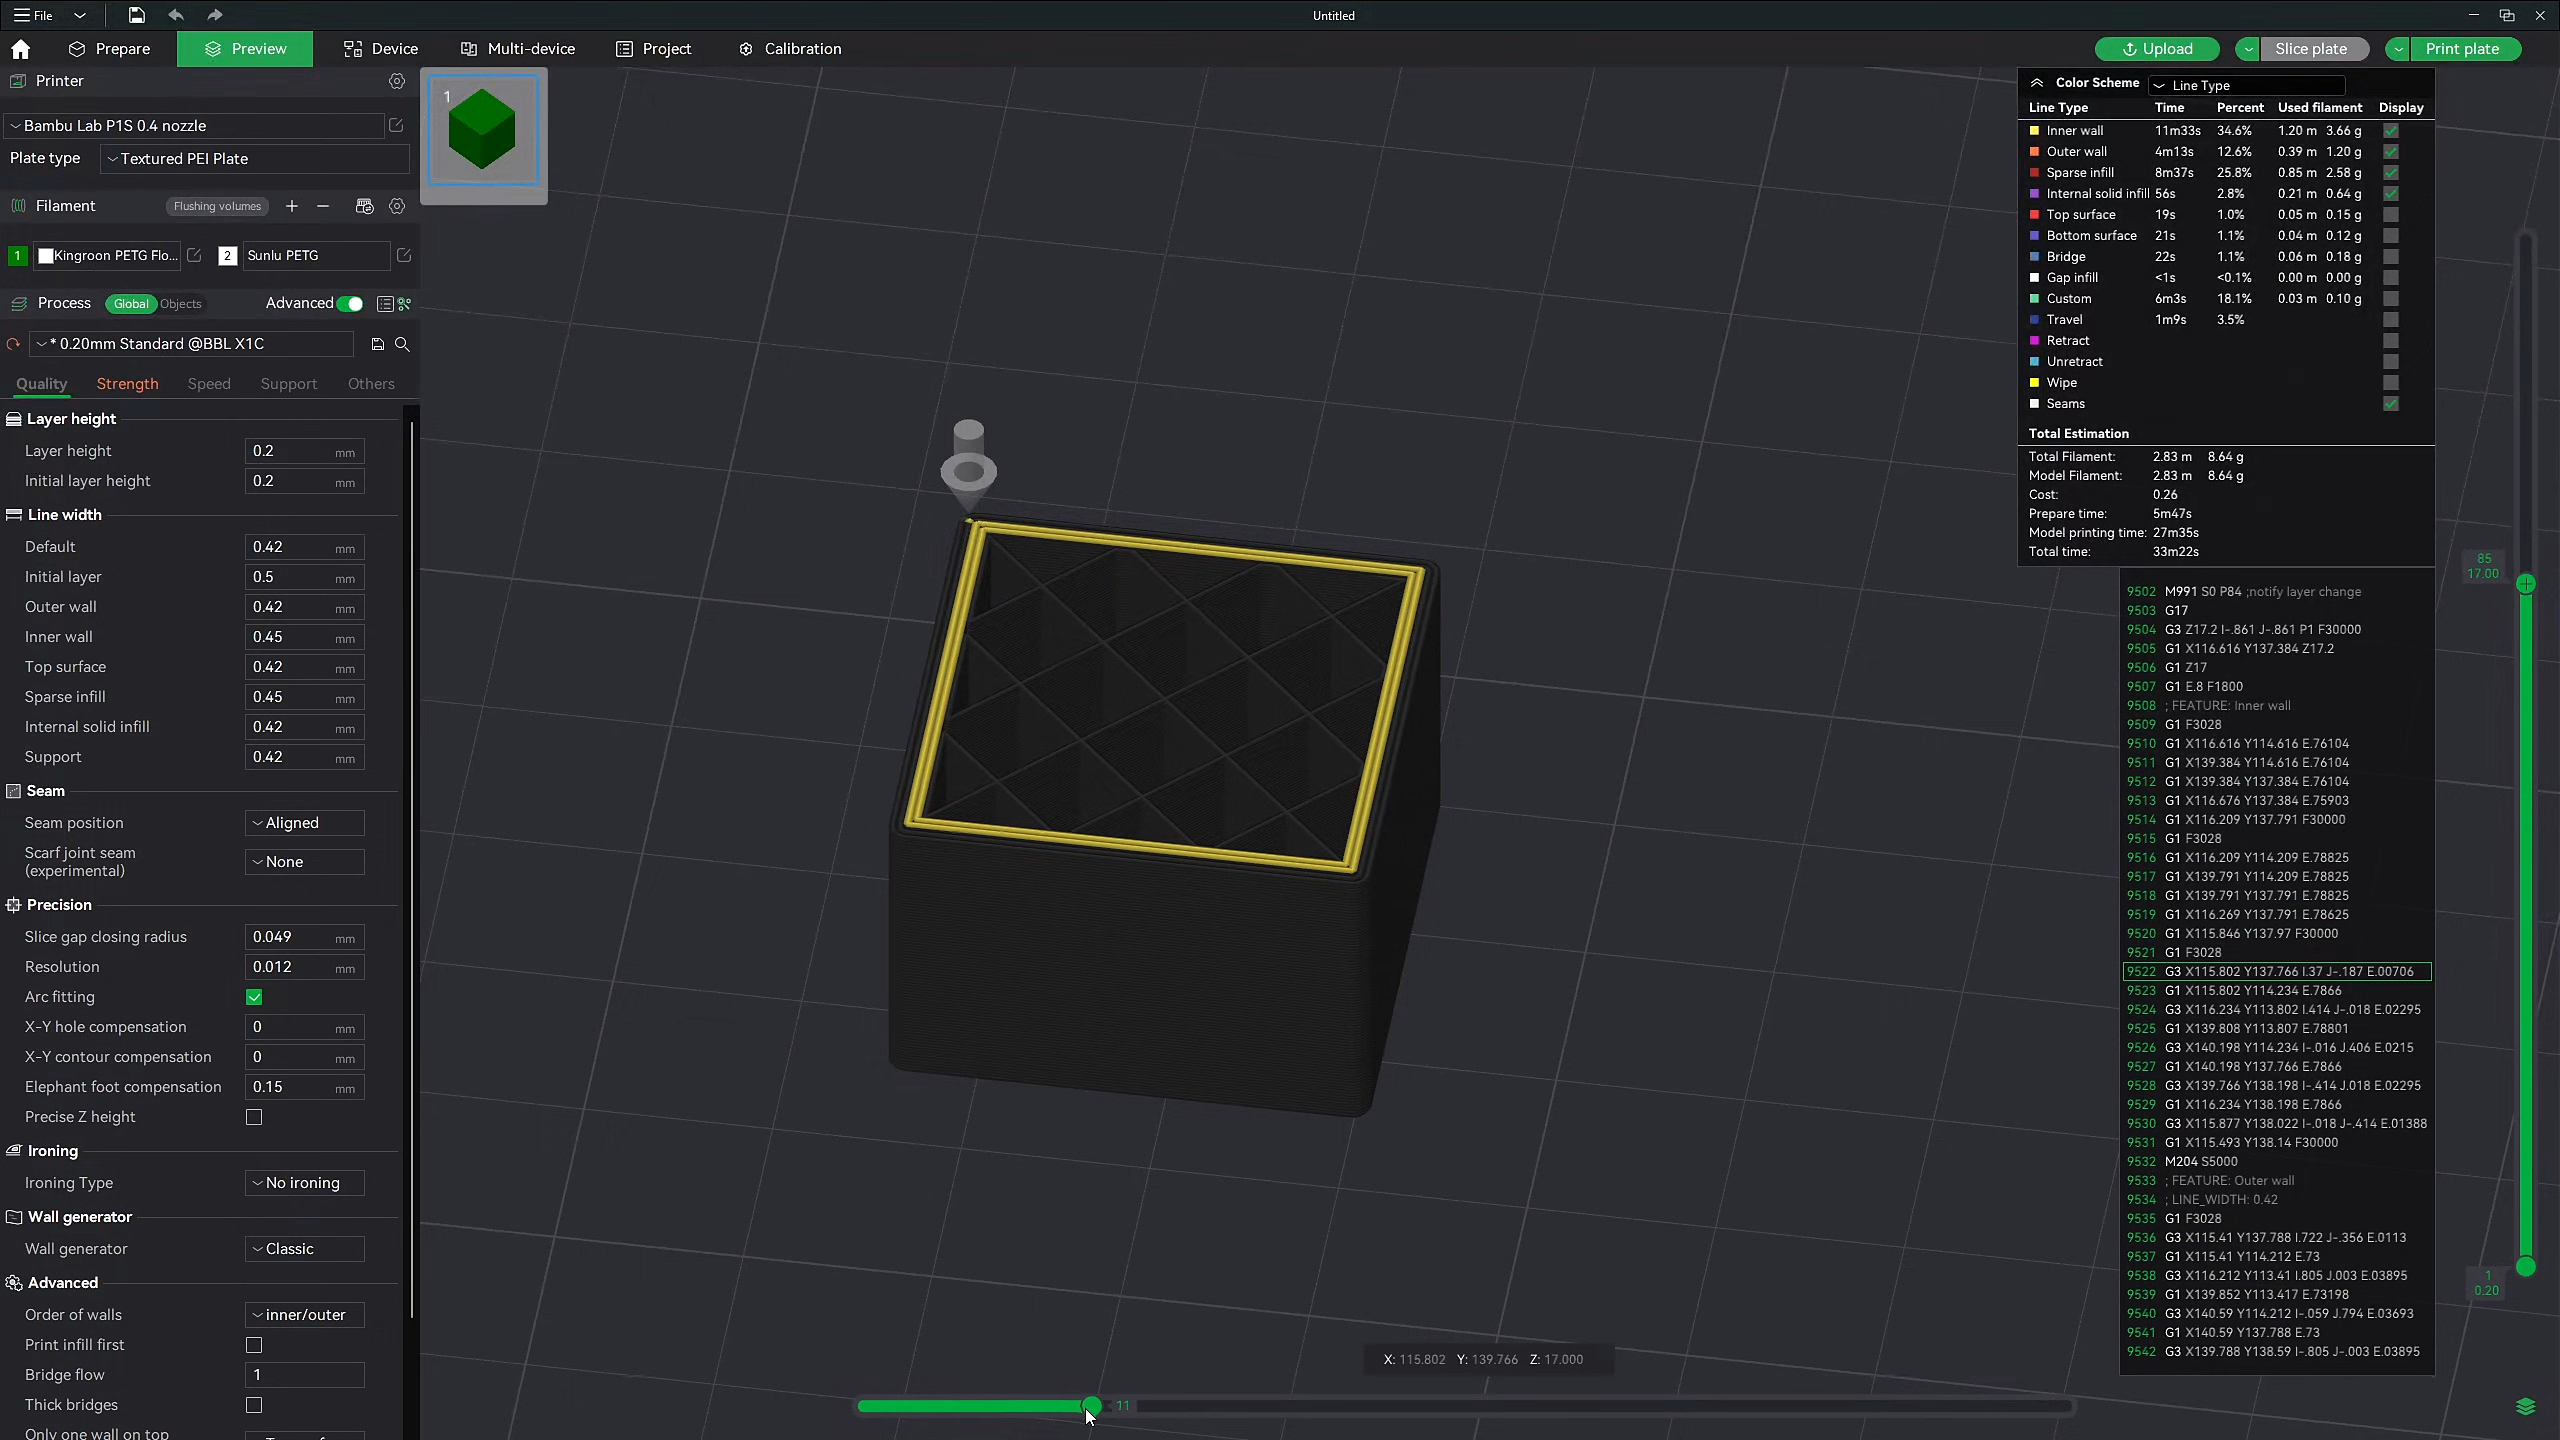 File
Untitled
Prepare
Preview
Device
Multi-device
Project
Calibration
Upload
Slice plate
Print plate
Printer
Bambu Lab P1S 0.4 nozzle
Plate type
Textured PEI Plate
Filament
Flushing volumes
1 Kingroon PETG Flo...
2 Sunlu PETG
Process Global Objects Advanced
* 0.20mm Standard @BBL X1C
Quality Strength Speed Support Others
Layer height
Layer height 0.2 mm
Initial layer height 0.2 mm
Line width
Default 0.42 mm
Initial layer 0.5 mm
Outer wall 0.42 mm
Inner wall 0.45 mm
Top surface 0.42 mm
Sparse infill 0.45 mm
Internal solid infill 0.42 mm
Support 0.42 mm
Seam
Seam position Aligned
Scarf joint seam
(experimental) None
Precision
Slice gap closing radius 0.049 mm
Resolution 0.012 mm
Arc fitting
X-Y hole compensation 0 mm
X-Y contour compensation 0 mm
Elephant foot compensation 0.15 mm
Precise Z height
Ironing
Ironing Type No ironing
Wall generator
Wall generator Classic
Advanced
Order of walls inner/outer
Print infill first
Bridge flow 1
Thick bridges
Only one wall on top
1
Color Scheme Line Type
Line Type Time Percent Used filament Display
Inner wall 11m33s 34.6% 1.20 m 3.66 g
Outer wall 4m13s 12.6% 0.39 m 1.20 g
Sparse infill 8m37s 25.8% 0.85 m 2.58 g
Internal solid infill 56s 2.8% 0.21 m 0.64 g
Top surface 19s 1.0% 0.05 m 0.15 g
Bottom surface 21s 1.1% 0.04 m 0.12 g
Bridge 22s 1.1% 0.06 m 0.18 g
Gap infill <1s <0.1% 0.00 m 0.00 g
Custom 6m3s 18.1% 0.03 m 0.10 g
Travel 1m9s 3.5%
Retract
Unretract
Wipe
Seams
Total Estimation
Total Filament: 2.83 m 8.64 g
Model Filament: 2.83 m 8.64 g
Cost: 0.26
Prepare time: 5m47s
Model printing time: 27m35s
Total time: 33m22s
85
17.00
9502 M991 S0 P84 ;notify layer change
9503 G17
9504 G3 Z17.2 I-.861 J-.861 P1 F30000
9505 G1 X116.616 Y137.384 Z17.2
9506 G1 Z17
9507 G1 E.8 F1800
9508 ; FEATURE: Inner wall
9509 G1 F3028
9510 G1 X116.616 Y114.616 E.76104
9511 G1 X139.384 Y114.616 E.76104
9512 G1 X139.384 Y137.384 E.76104
9513 G1 X116.676 Y137.384 E.75903
9514 G1 X116.209 Y137.791 F30000
9515 G1 F3028
9516 G1 X116.209 Y114.209 E.78825
9517 G1 X139.791 Y114.209 E.78825
9518 G1 X139.791 Y137.791 E.78825
9519 G1 X116.269 Y137.791 E.78625
9520 G1 X115.846 Y137.97 F30000
9521 G1 F3028
9522 G3 X115.802 Y137.766 I.37 J-.187 E.00706
9523 G1 X115.802 Y114.234 E.7866
9524 G3 X116.234 Y113.802 I.414 J-.018 E.02295
9525 G1 X139.808 Y113.807 E.78801
9526 G3 X140.198 Y114.234 I-.016 J.406 E.0215
9527 G1 X140.198 Y137.766 E.7866
9528 G3 X139.766 Y138.198 I-.414 J.018 E.02295
9529 G1 X116.234 Y138.198 E.7866
9530 G3 X115.877 Y138.022 I-.018 J-.414 E.01388
9531 G1 X115.493 Y138.14 F30000
9532 M204 S5000
9533 ; FEATURE: Outer wall
9534 ; LINE_WIDTH: 0.42
9535 G1 F3028
9536 G3 X115.41 Y137.788 I.722 J-.356 E.0113
9537 G1 X115.41 Y114.212 E.73
9538 G3 X116.212 Y113.41 I.805 J.003 E.03895
9539 G1 X139.852 Y113.417 E.73198
9540 G3 X140.59 Y114.212 I-.059 J.794 E.03693
9541 G1 X140.59 Y137.788 E.73
9542 G3 X139.788 Y138.59 I-.805 J-.003 E.03895
1
0.20
X: 115.802 Y: 139.766 Z: 17.000
11